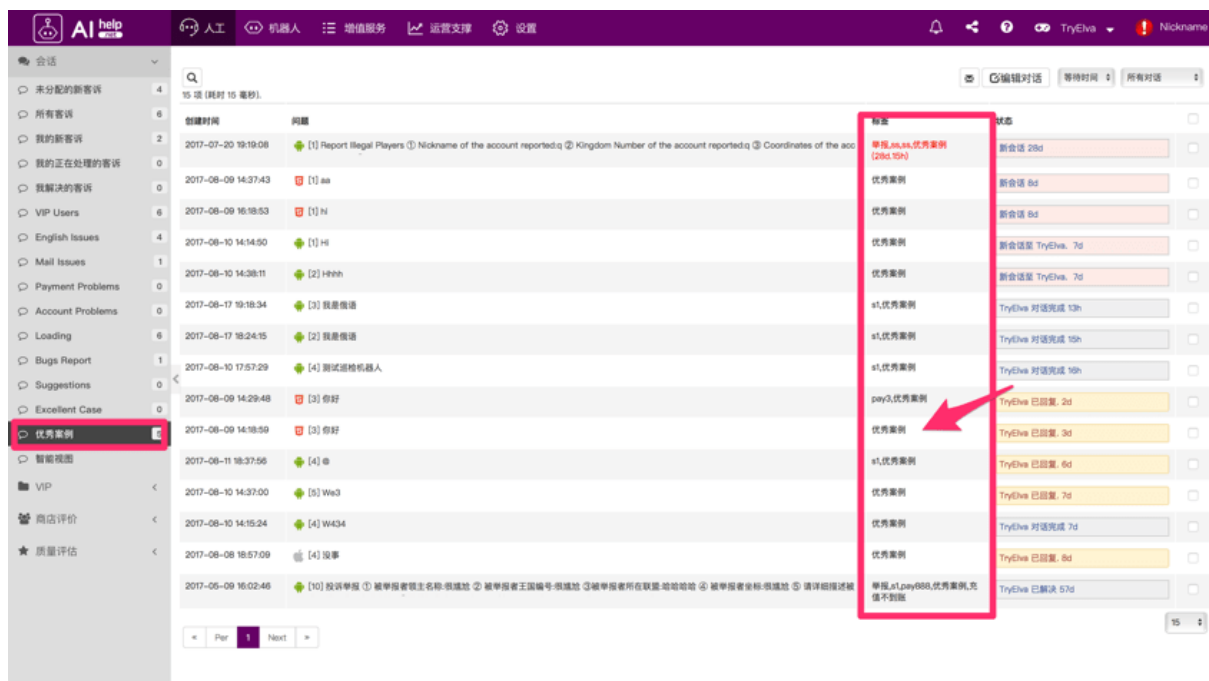 AI help .net
人工
机器人
增值服务
运营支撑
设置
TryElva
Nickname
会话
未分配的新客诉 4
所有客诉 6
我的新客诉 2
我的正在处理的客诉 0
我解决的客诉 0
VIP Users 6
English Issues 4
Mail Issues 1
Payment Problems 0
Account Problems 0
Loading 6
Bugs Report 1
Suggestions 0
Excellent Case 0
优秀案例
智能视图
VIP
商店评价
质量评估
编辑对话
等待时间
所有对话
15 项 (耗时 15 毫秒).
创建时间 问题 标签 状态
2017-07-20 19:19:08 [1] Report Illegal Players ① Nickname of the account reported:q ② Kingdom Number of the account reported:q ③ Coordinates of the acc 举报,ss,ss,优秀案例 新会话 28d
(28d.15h)
2017-08-09 14:37:43 [1] aa 优秀案例 新会话 8d
2017-08-09 16:18:53 [1] hi 优秀案例 新会话 8d
2017-08-10 14:14:50 [1] Hi 优秀案例 新会话至 TryElva. 7d
2017-08-10 14:38:11 [2] Hhhh 优秀案例 新会话至 TryElva. 7d
2017-08-17 19:18:34 [3] 我是俄语 s1,优秀案例 TryElva 对话完成 13h
2017-08-17 18:24:15 [2] 我是俄语 s1,优秀案例 TryElva 对话完成 15h
2017-08-10 17:57:29 [4] 测试巡检机器人 s1,优秀案例 TryElva 对话完成 16h
2017-08-09 14:29:48 [3] 你好 pay3,优秀案例 TryElva 已回复. 2d
2017-08-09 14:18:59 [3] 你好 优秀案例 TryElva 已回复. 3d
2017-08-11 18:37:56 [4] @ s1,优秀案例 TryElva 已回复. 6d
2017-08-10 14:37:00 [5] We3 优秀案例 TryElva 已回复. 7d
2017-08-10 14:15:24 [4] W434 优秀案例 TryElva 对话完成 7d
2017-08-08 18:57:09 [4] 没事 优秀案例 TryElva 已回复. 8d
2017-05-09 16:02:46 [10] 投诉举报 ① 被举报者领主名称:很尴尬 ② 被举报者王国编号:很尴尬 ③被举报者所在联盟:哈哈哈哈 ④ 被举报者坐标:很尴尬 ⑤ 请详细描述被 举报,s1,pay888,优秀案例,充 TryElva 已解决 57d
值不到账
« Per 1 Next »
15